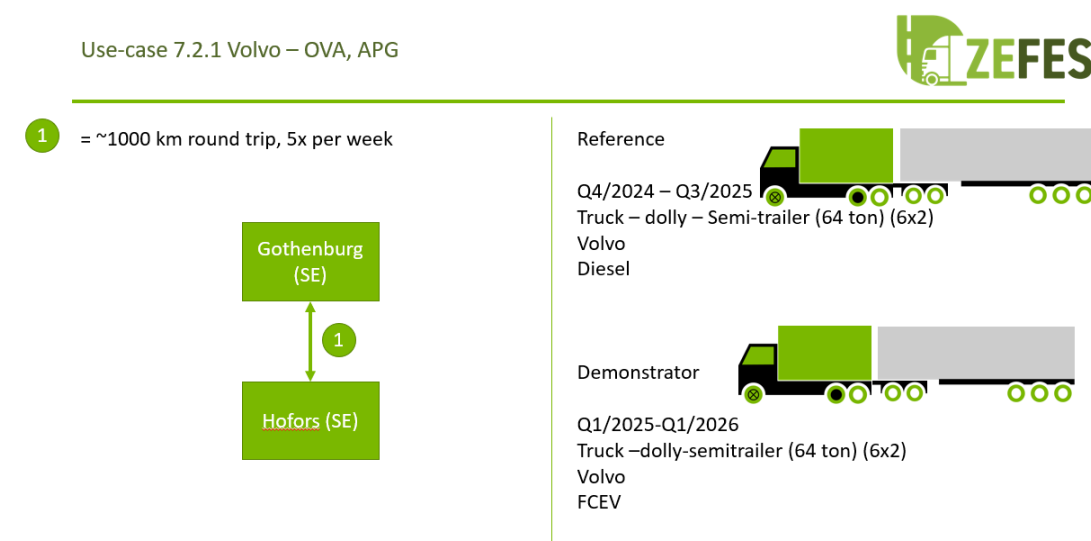 Use-case 7.2.1 Volvo – OVA, APG
ZEFES
1 = ~1000 km round trip, 5x per week
Gothenburg
(SE)
1
Hofors (SE)
Reference
Q4/2024 – Q3/2025
Truck – dolly – Semi-trailer (64 ton) (6x2)
Volvo
Diesel
Demonstrator
Q1/2025-Q1/2026
Truck –dolly-semitrailer (64 ton) (6x2)
Volvo
FCEV